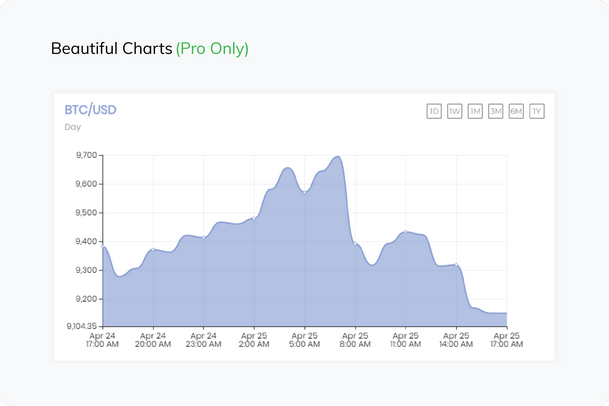 Beautiful Charts (Pro Only)
BTC/USD
1D 1W 1M 3M 6M 1Y
Day
9,700
9,600
9,500
9,400
9,300
9,200
9,104.35
Apr 24 Apr 24 Apr 24 Apr 25 Apr 25 Apr 25 Apr 25 Apr 25 Apr 25
17:00 AM 20:00 AM 23:00 AM 2:00 AM 5:00 AM 8:00 AM 11:00 AM 14:00 AM 17:00 AM